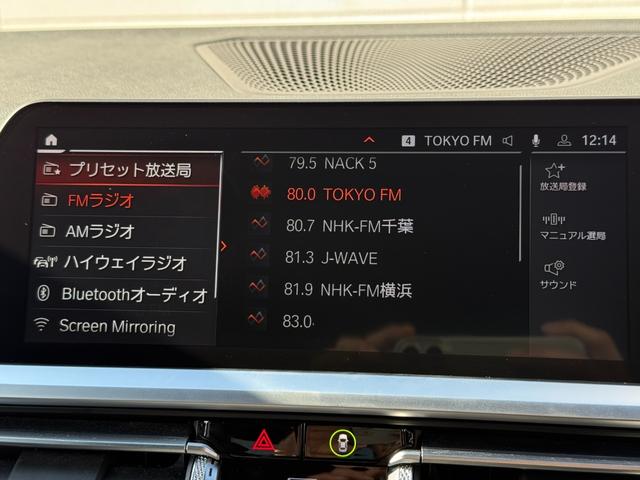 4 TOKYO FM 12:14
プリセット放送局
FMラジオ
AMラジオ
ハイウェイラジオ
Bluetoothオーディオ
Screen Mirroring
79.5 NACK 5
80.0 TOKYO FM
80.7 NHK-FM千葉
81.3 J-WAVE
81.9 NHK-FM横浜
83.0
放送局登録
マニュアル選局
サウンド